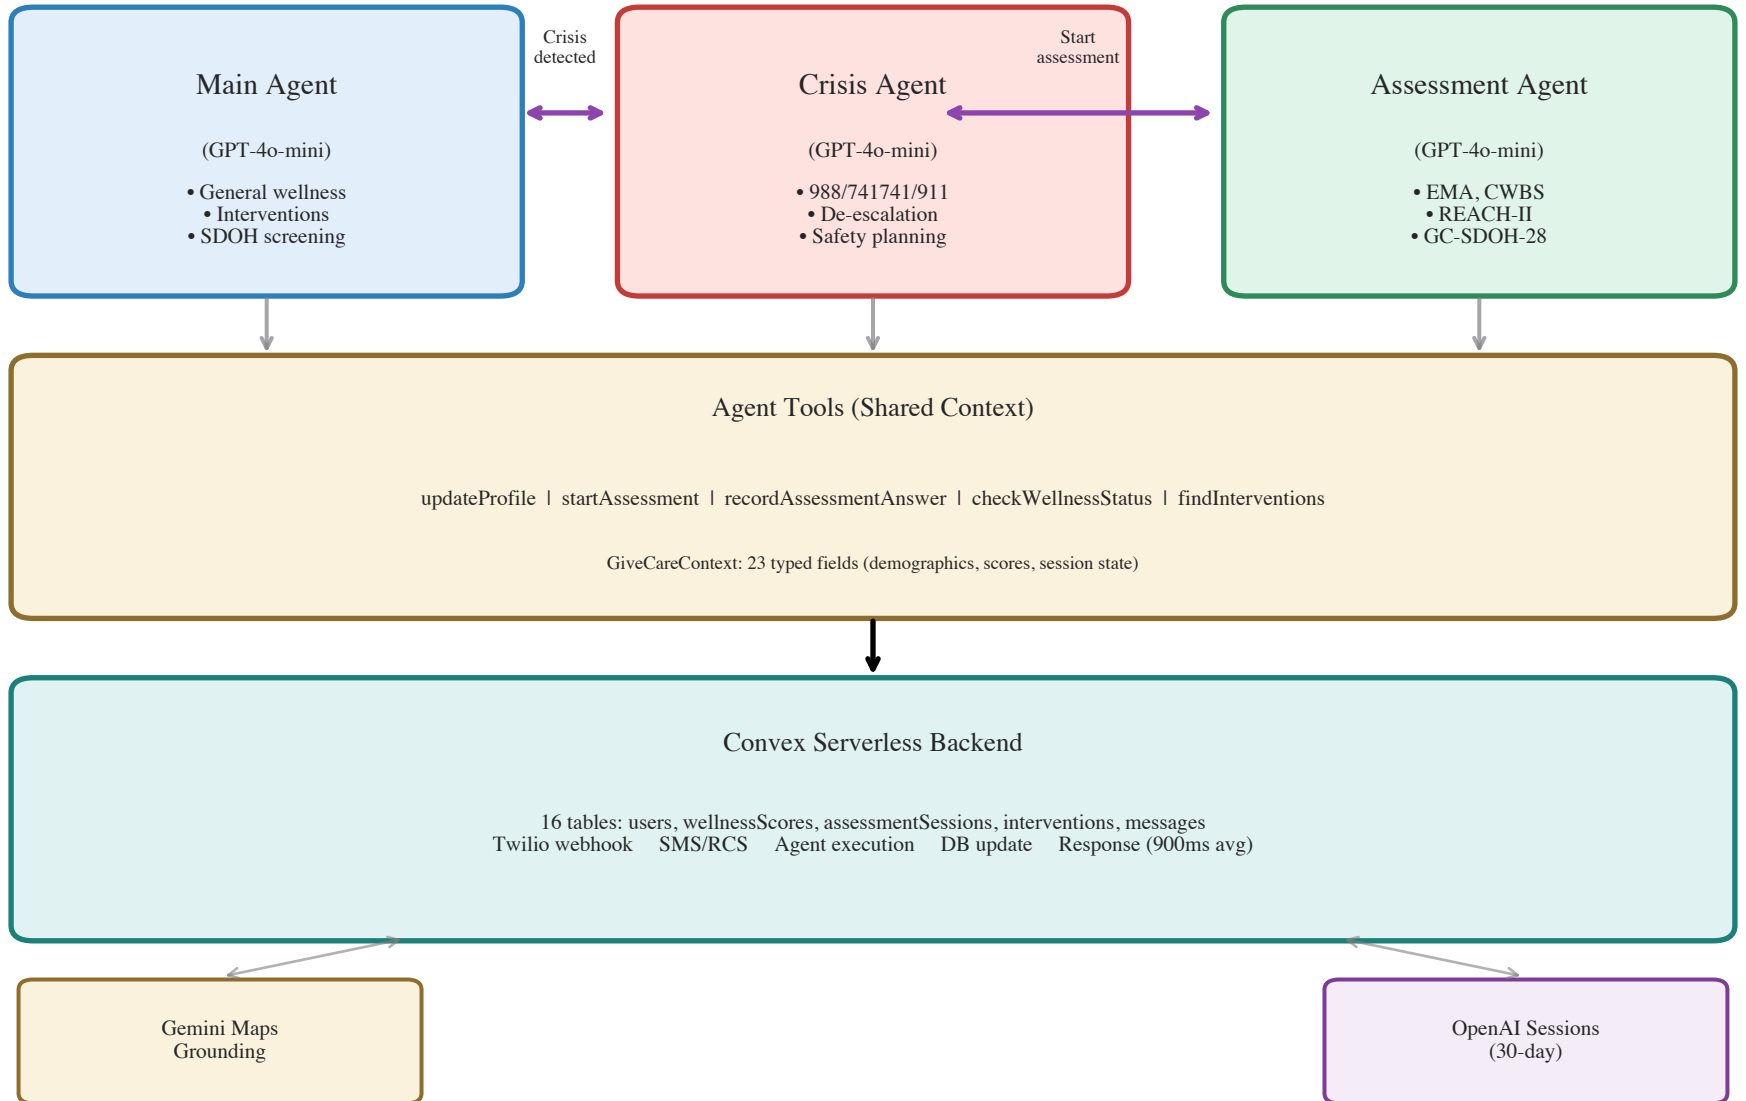 Main Agent
(GPT-4o-mini)
• General wellness
• Interventions
• SDOH screening
Crisis
detected
Crisis Agent
(GPT-4o-mini)
• 988/741741/911
• De-escalation
• Safety planning
Start
assessment
Assessment Agent
(GPT-4o-mini)
• EMA, CWBS
• REACH-II
• GC-SDOH-28
Agent Tools (Shared Context)
updateProfile | startAssessment | recordAssessmentAnswer | checkWellnessStatus | findInterventions
GiveCareContext: 23 typed fields (demographics, scores, session state)
Convex Serverless Backend
16 tables: users, wellnessScores, assessmentSessions, interventions, messages
Twilio webhook SMS/RCS Agent execution DB update Response (900ms avg)
Gemini Maps
Grounding
OpenAI Sessions
(30-day)